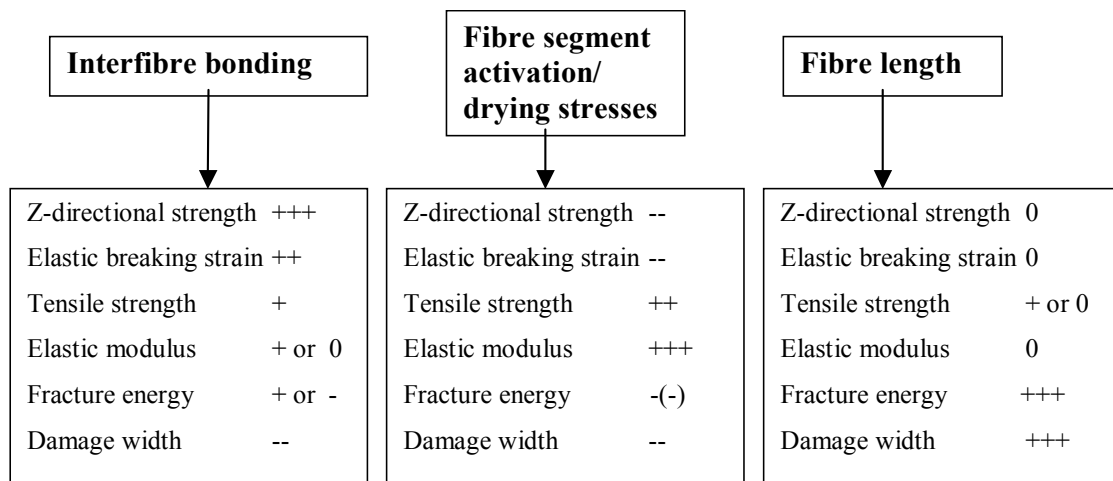 Interfibre bonding
Z-directional strength +++
Elastic breaking strain ++
Tensile strength +
Elastic modulus + or 0
Fracture energy + or -
Damage width --
Fibre segment
activation/
drying stresses
Z-directional strength --
Elastic breaking strain --
Tensile strength ++
Elastic modulus +++
Fracture energy -(-)
Damage width --
Fibre length
Z-directional strength 0
Elastic breaking strain 0
Tensile strength + or 0
Elastic modulus 0
Fracture energy +++
Damage width +++